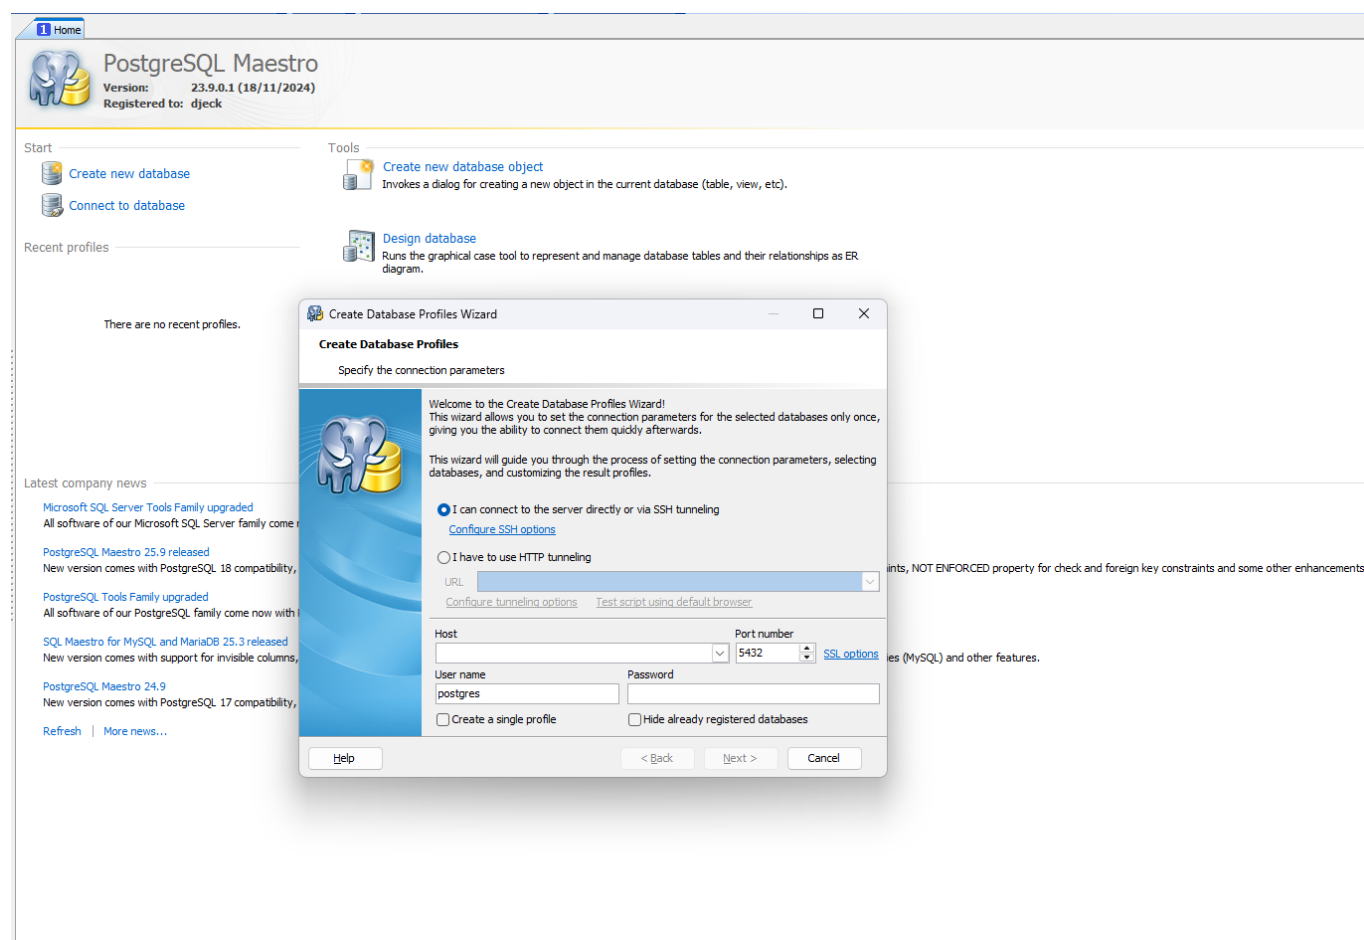 1 Home
PostgreSQL Maestro
Version: 23.9.0.1 (18/11/2024)
Registered to: djeck
Start
Create new database
Connect to database
Recent profiles
There are no recent profiles.
Tools
Create new database object
Invokes a dialog for creating a new object in the current database (table, view, etc).
Design database
Runs the graphical case tool to represent and manage database tables and their relationships as ER
diagram.
Latest company news
Microsoft SQL Server Tools Family upgraded
All software of our Microsoft SQL Server family come
PostgreSQL Maestro 25.9 released
New version comes with PostgreSQL 18 compatibility,
ints, NOT ENFORCED property for check and foreign key constraints and some other enhancements
PostgreSQL Tools Family upgraded
All software of our PostgreSQL family come now with
SQL Maestro for MySQL and MariaDB 25.3 released
New version comes with support for invisible columns,
ies (MySQL) and other features.
PostgreSQL Maestro 24.9
New version comes with PostgreSQL 17 compatibility,
Refresh | More news...
Create Database Profiles Wizard
Create Database Profiles
Specify the connection parameters
Welcome to the Create Database Profiles Wizard!
This wizard allows you to set the connection parameters for the selected databases only once,
giving you the ability to connect them quickly afterwards.
This wizard will guide you through the process of setting the connection parameters, selecting
databases, and customizing the result profiles.
I can connect to the server directly or via SSH tunneling
Configure SSH options
I have to use HTTP tunneling
URL
Configure tunneling options Test script using default browser
Host Port number
5432 SSL options
User name Password
postgres
Create a single profile Hide already registered databases
Help < Back Next > Cancel